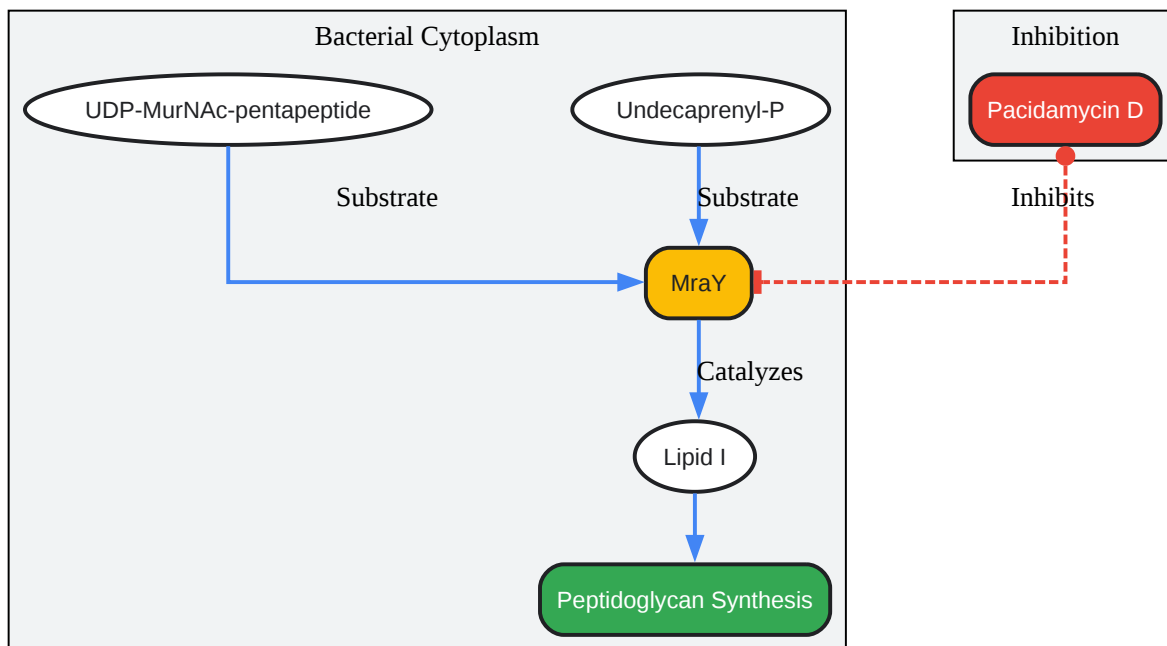 Bacterial Cytoplasm
Inhibition
UDP-MurNAc-pentapeptide
Undecaprenyl-P
Pacidamycin D
Substrate
Substrate
Inhibits
MraY
Catalyzes
Lipid I
Peptidoglycan Synthesis